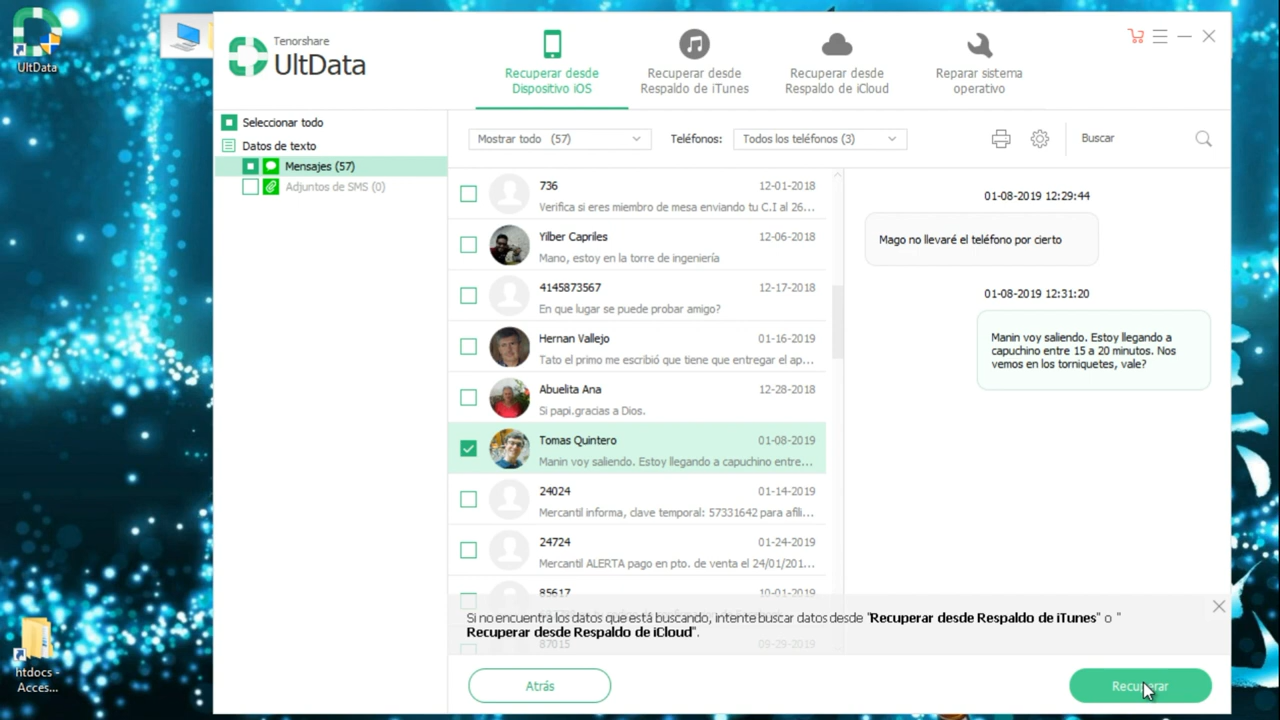 UltData
htdocs -
Acces...
Tenorshare
UltData
Recuperar desde
Dispositivo iOS
Recuperar desde
Respaldo de iTunes
Recuperar desde
Respaldo de iCloud
Reparar sistema
operativo
Seleccionar todo
Datos de texto
Mensajes (57)
Adjuntos de SMS (0)
Mostrar todo (57)
Teléfonos:
Todos los teléfonos (3)
Buscar
736 12-01-2018
Verifica si eres miembro de mesa enviando tu C.I al 26...
Yilber Capriles 12-06-2018
Mano, estoy en la torre de ingeniería
4145873567 12-17-2018
En que lugar se puede probar amigo?
Hernan Vallejo 01-16-2019
Tato el primo me escribió que tiene que entregar el ap...
Abuelita Ana 12-28-2018
Si papi.gracias a Dios.
Tomas Quintero 01-08-2019
Manin voy saliendo. Estoy llegando a capuchino entre...
24024 01-14-2019
Mercantil informa, clave temporal: 57331642 para afili...
24724 01-24-2019
Mercantil ALERTA pago en pto. de venta el 24/01/201...
85617 10-01-2019
87015 09-29-2019
01-08-2019 12:29:44
Mago no llevaré el teléfono por cierto
01-08-2019 12:31:20
Manin voy saliendo. Estoy llegando a
capuchino entre 15 a 20 minutos. Nos
vemos en los torniquetes, vale?
Si no encuentra los datos que está buscando, intente buscar datos desde "Recuperar desde Respaldo de iTunes" o "
Recuperar desde Respaldo de iCloud".
Atrás
Recuperar